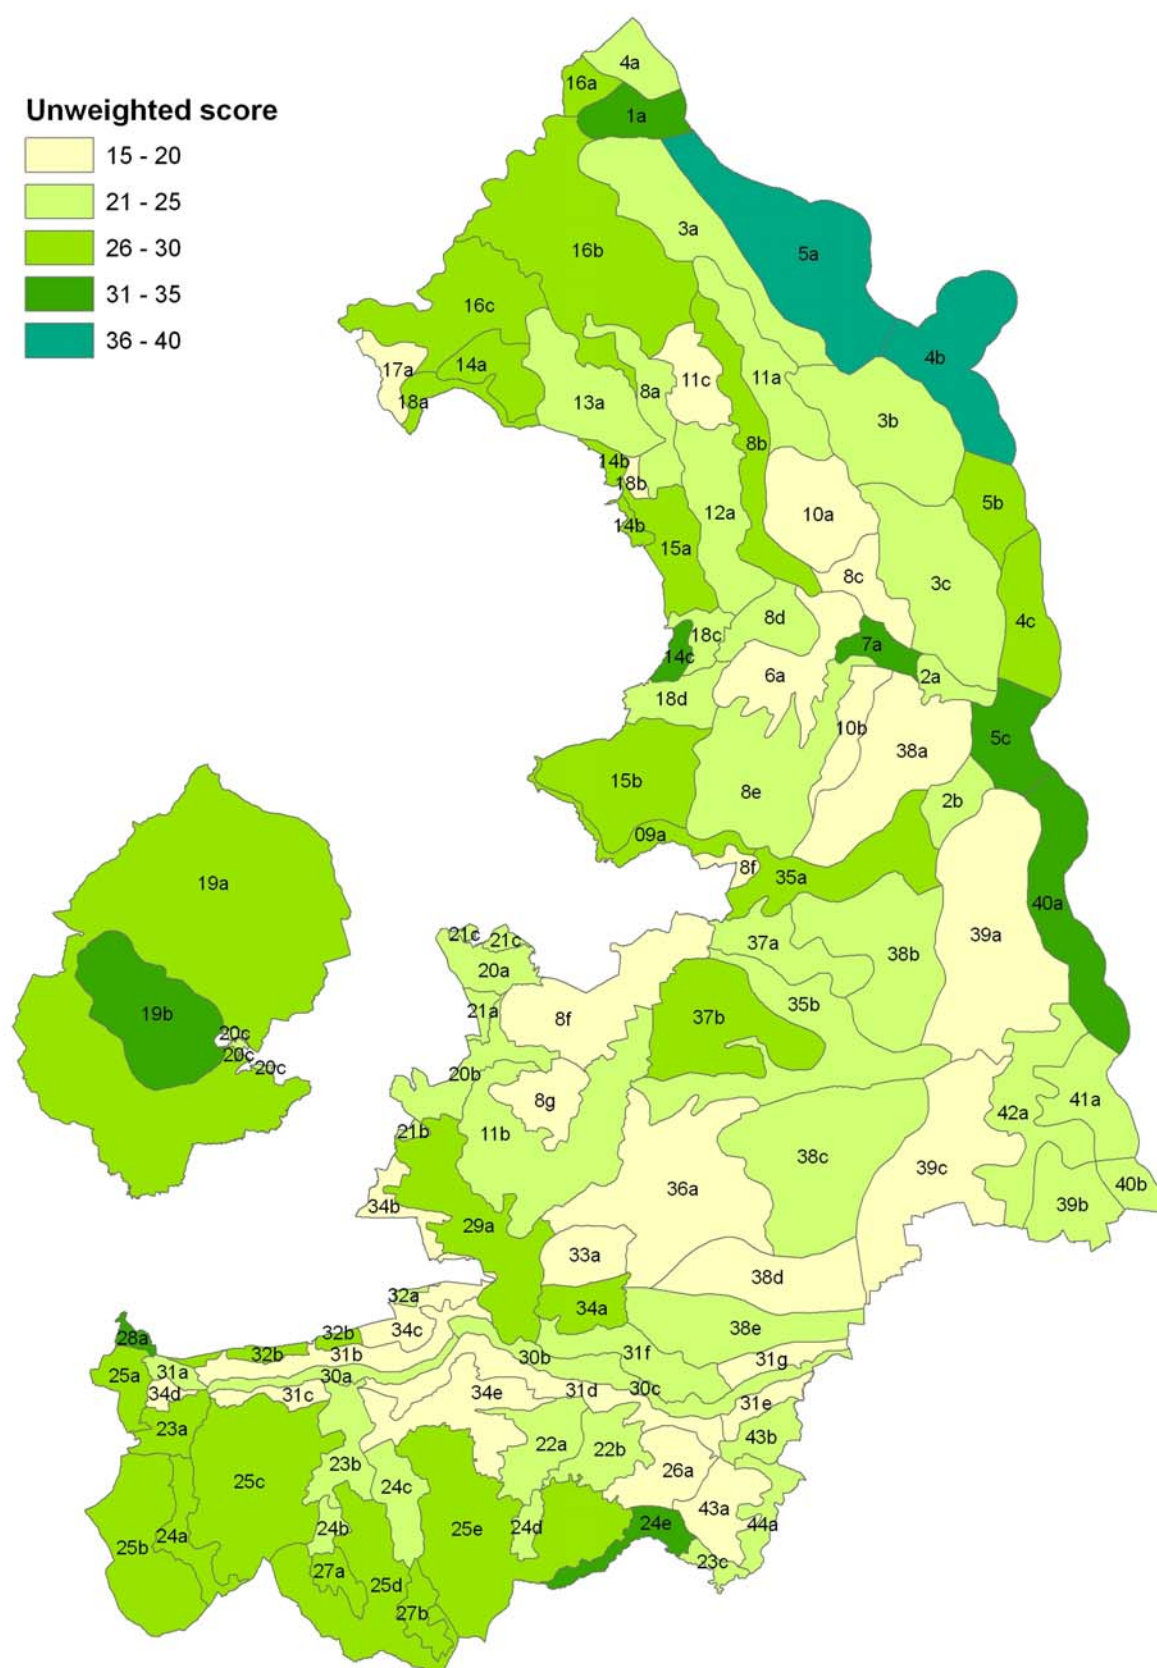 Unweighted score
15 - 20
21 - 25
26 - 30
31 - 35
36 - 40
4a
16a
1a
3a
5a
16b
16c
4b
17a
14a
11c
11a
8a
18a
13a
3b
8b
14b
18b
5b
10a
12a
14b
15a
8c
3c
8d
4c
18c
7a
14c
6a
2a
18d
10b
5c
38a
15b
8e
2b
09a
8f
35a
19a
40a
21c
21c
37a
39a
38b
20a
21a
35b
19b
8f
37b
20c
20c
20c
20b
8g
41a
42a
21b
11b
38c
39c
36a
40b
34b
39b
29a
33a
38d
32a
34a
34c
38e
28a
32b
32b
31b
30b
31f
31g
25a
31a
30a
34d
31c
34e
31d
30c
31e
23a
22a
22b
43b
23b
26a
25c
24c
43a
24b
25e
24d
24e
44a
24a
25b
23c
27a
25d
27b